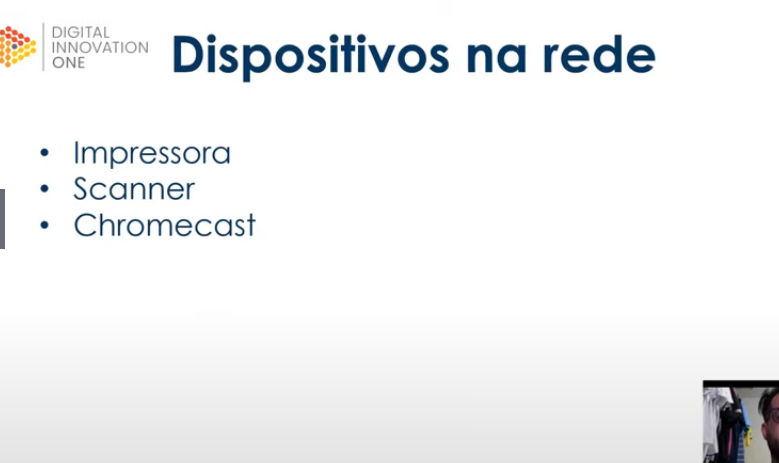 DIGITAL
INNOVATION
ONE
Dispositivos na rede
• Impressora
• Scanner
• Chromecast